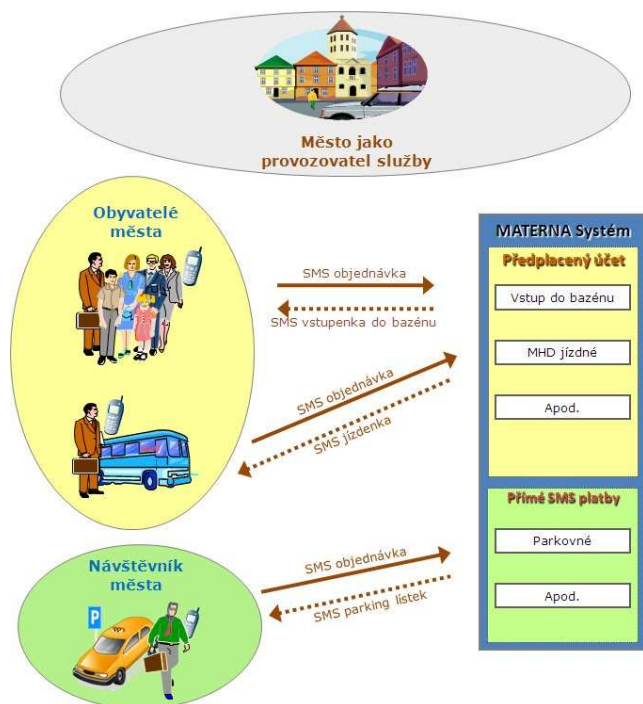 Město jako
provozovatel služby
Obyvatelé
města
SMS objednávka
SMS vstupenka do bazénu
SMS objednávka
SMS jízdenka
Návštěvník
města
P
SMS objednávka
SMS parking lístek
MATERNA Systém
Předplacený účet
Vstup do bazénu
MHD jízdné
Apod.
Přímé SMS platby
Parkovné
Apod.